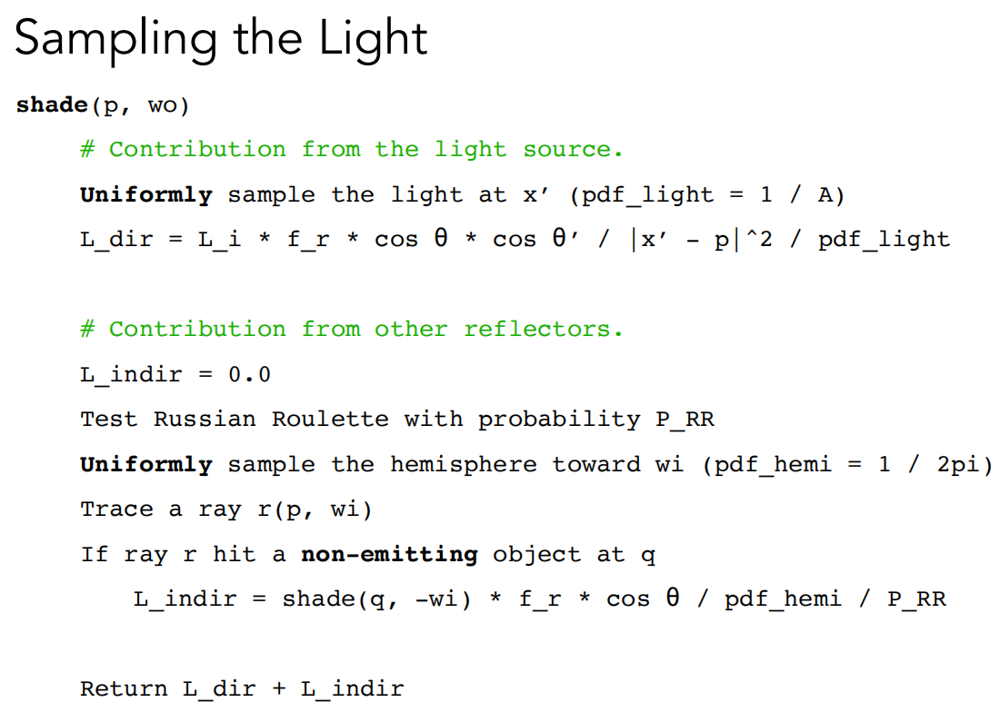 Sampling the Light
shade(p, wo)
# Contribution from the light source.
Uniformly sample the light at x′ (pdf_light = 1 / A)
L_dir = L_i * f_r * cos θ * cos θ′ / |x′ - p|^2 / pdf_light
# Contribution from other reflectors.
L_indir = 0.0
Test Russian Roulette with probability P_RR
Uniformly sample the hemisphere toward wi (pdf_hemi = 1 / 2pi)
Trace a ray r(p, wi)
If ray r hit a non-emitting object at q
L_indir = shade(q, -wi) * f_r * cos θ / pdf_hemi / P_RR
Return L_dir + L_indir